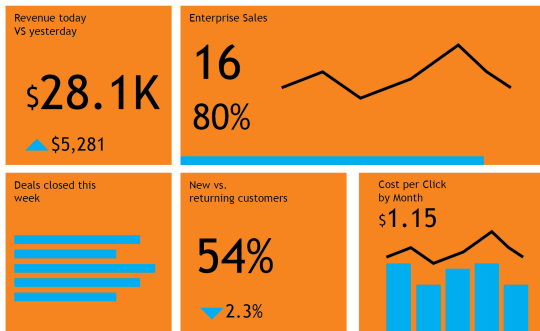 Revenue today
VS yesterday
$28.1K
$5,281
Enterprise Sales
16
80%
Deals closed this
week
New vs.
returning customers
54%
2.3%
Cost per Click
by Month
$1.15